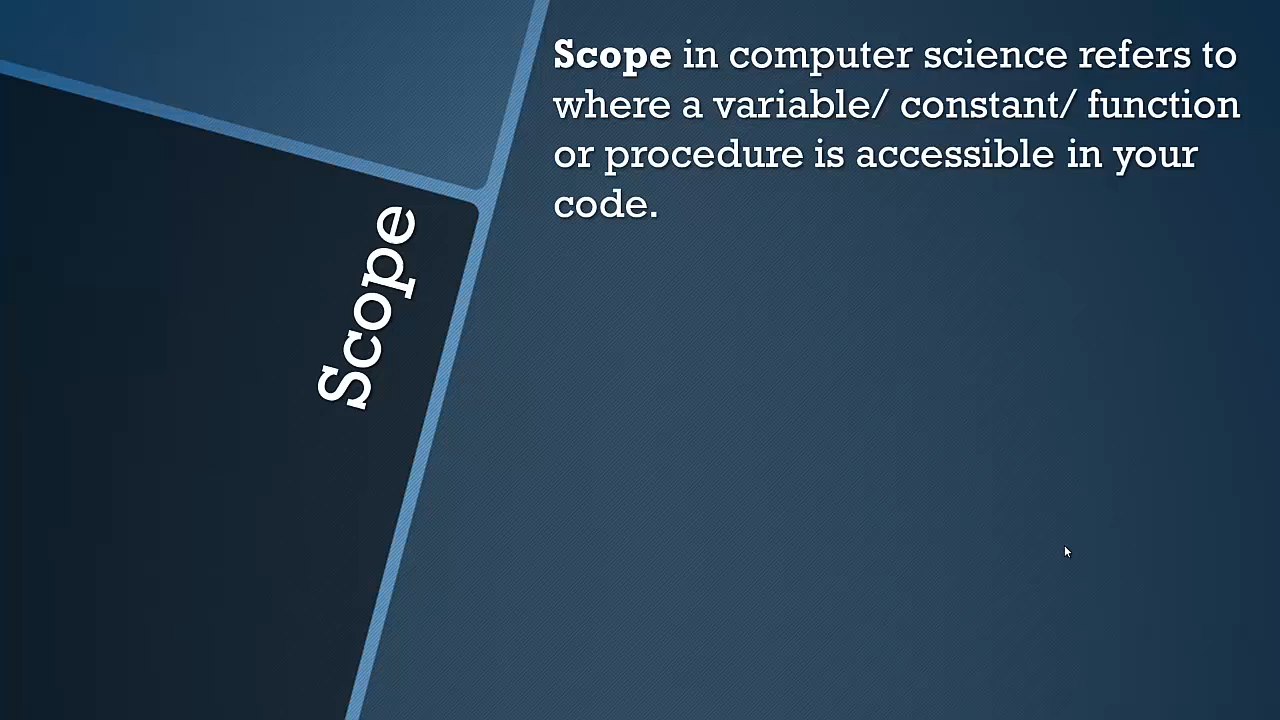 Scope
Scope in computer science refers to
where a variable/ constant/ function
or procedure is accessible in your
code.